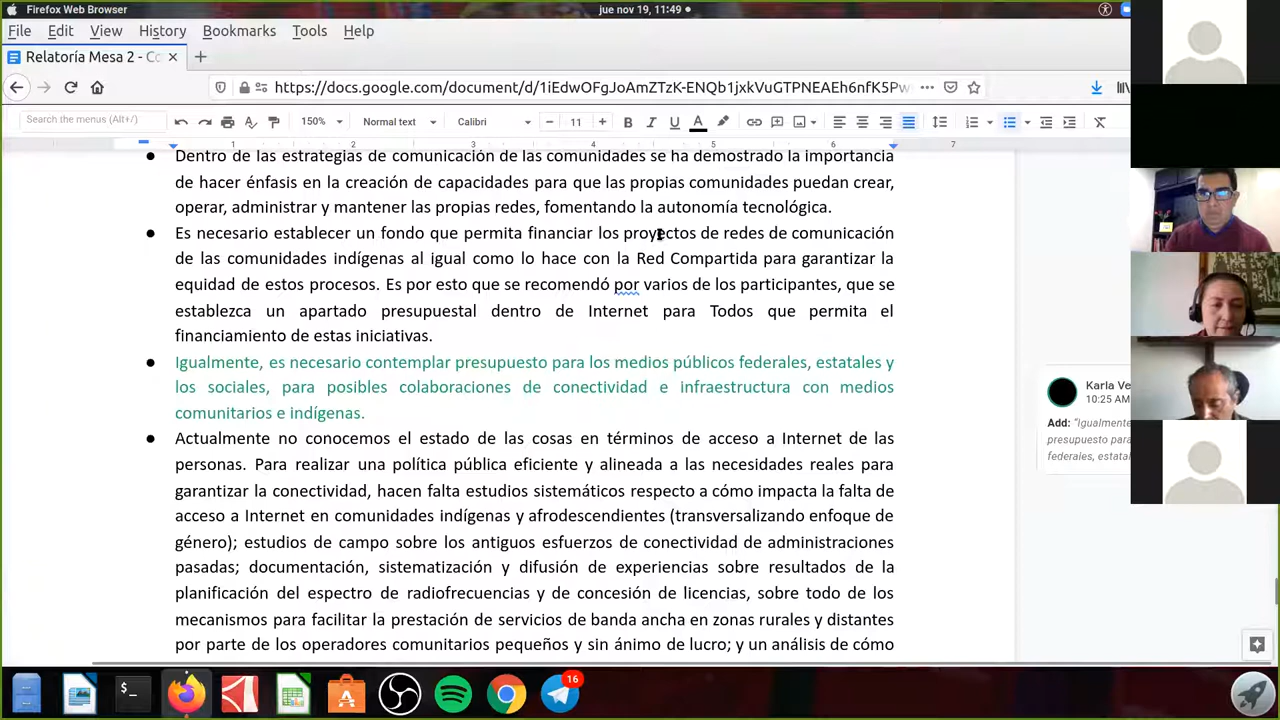 Firefox Web Browser
jue nov 19, 11:49
File Edit View History Bookmarks Tools Help
Relatoría Mesa 2 - Co
https://docs.google.com/document/d/1iEdwOFgJoAmZTzK-ENQb1jxkVuGTPNEAEh6nfK5Pw
Search the menus (Alt+/)
150% Normal text Calibri 11
1 2 3 4 5 6 7
Dentro de las estrategias de comunicación de las comunidades se ha demostrado la importancia
de hacer énfasis en la creación de capacidades para que las propias comunidades puedan crear,
operar, administrar y mantener las propias redes, fomentando la autonomía tecnológica.
Es necesario establecer un fondo que permita financiar los proyectos de redes de comunicación
de las comunidades indígenas al igual como lo hace con la Red Compartida para garantizar la
equidad de estos procesos. Es por esto que se recomendó por varios de los participantes, que se
establezca un apartado presupuestal dentro de Internet para Todos que permita el
financiamiento de estas iniciativas.
Igualmente, es necesario contemplar presupuesto para los medios públicos federales, estatales y
los sociales, para posibles colaboraciones de conectividad e infraestructura con medios
comunitarios e indígenas.
Actualmente no conocemos el estado de las cosas en términos de acceso a Internet de las
personas. Para realizar una política pública eficiente y alineada a las necesidades reales para
garantizar la conectividad, hacen falta estudios sistemáticos respecto a cómo impacta la falta de
acceso a Internet en comunidades indígenas y afrodescendientes (transversalizando enfoque de
género); estudios de campo sobre los antiguos esfuerzos de conectividad de administraciones
pasadas; documentación, sistematización y difusión de experiencias sobre resultados de la
planificación del espectro de radiofrecuencias y de concesión de licencias, sobre todo de los
mecanismos para facilitar la prestación de servicios de banda ancha en zonas rurales y distantes
por parte de los operadores comunitarios pequeños y sin ánimo de lucro; y un análisis de cómo
Karla Ve
10:25 AM
Add: "Igualmente
presupuesto para
federales, estatal
16